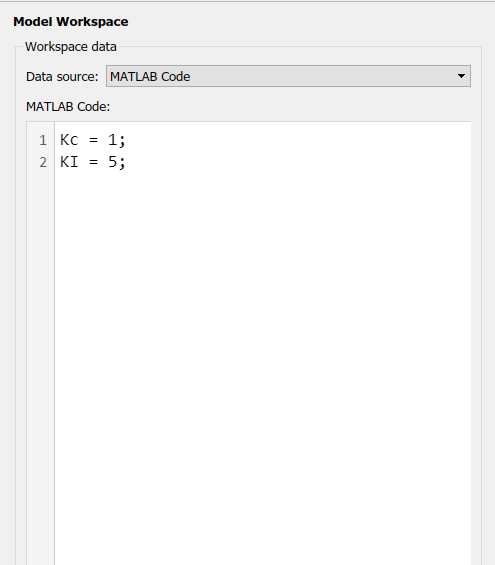 Model Workspace
Workspace data
Data source: MATLAB Code
MATLAB Code:
1 Kc = 1;
2 KI = 5;